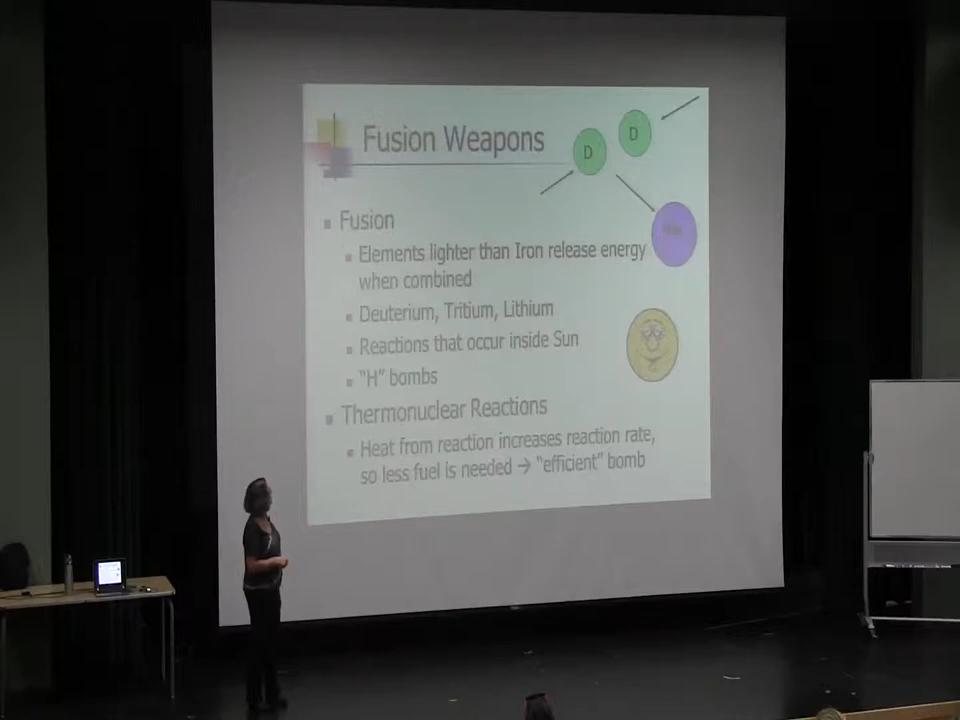 Fusion Weapons
D
D
Fusion
Elements lighter than Iron release energy
when combined
Deuterium, Tritium, Lithium
Reactions that occur inside Sun
"H" bombs
Thermonuclear Reactions
Heat from reaction increases reaction rate,
so less fuel is needed → "efficient" bomb